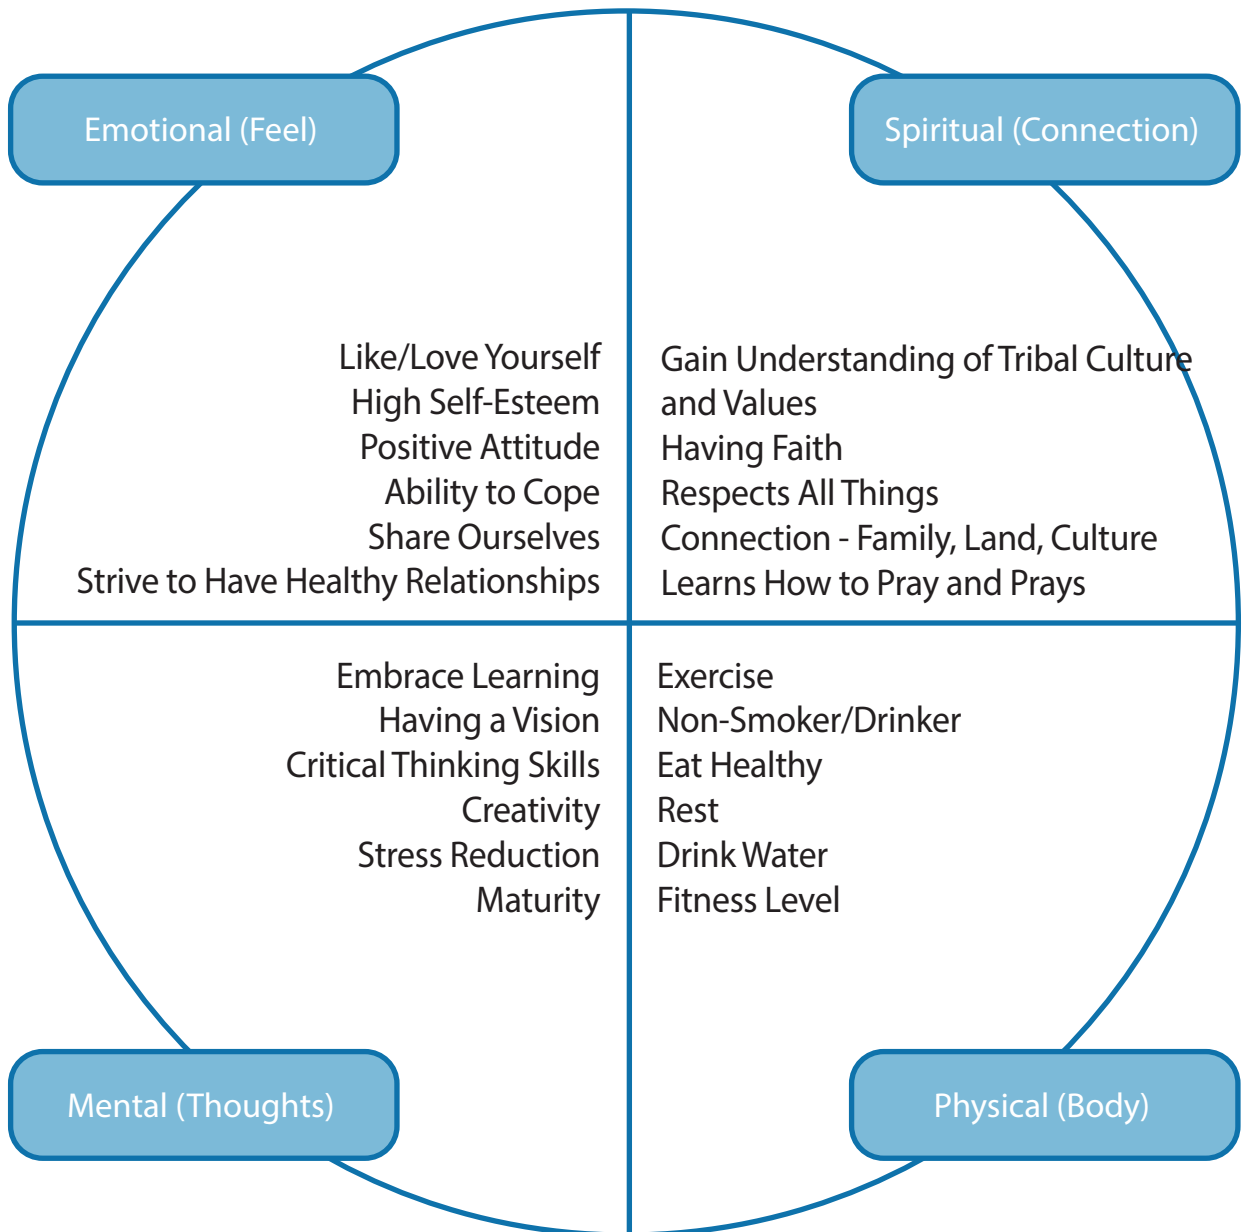 Emotional (Feel)
Spiritual (Connection)
Like/Love Yourself
High Self-Esteem
Positive Attitude
Ability to Cope
Share Ourselves
Strive to Have Healthy Relationships
Gain Understanding of Tribal Culture
and Values
Having Faith
Respects All Things
Connection - Family, Land, Culture
Learns How to Pray and Prays
Embrace Learning
Having a Vision
Critical Thinking Skills
Creativity
Stress Reduction
Maturity
Exercise
Non-Smoker/Drinker
Eat Healthy
Rest
Drink Water
Fitness Level
Mental (Thoughts)
Physical (Body)